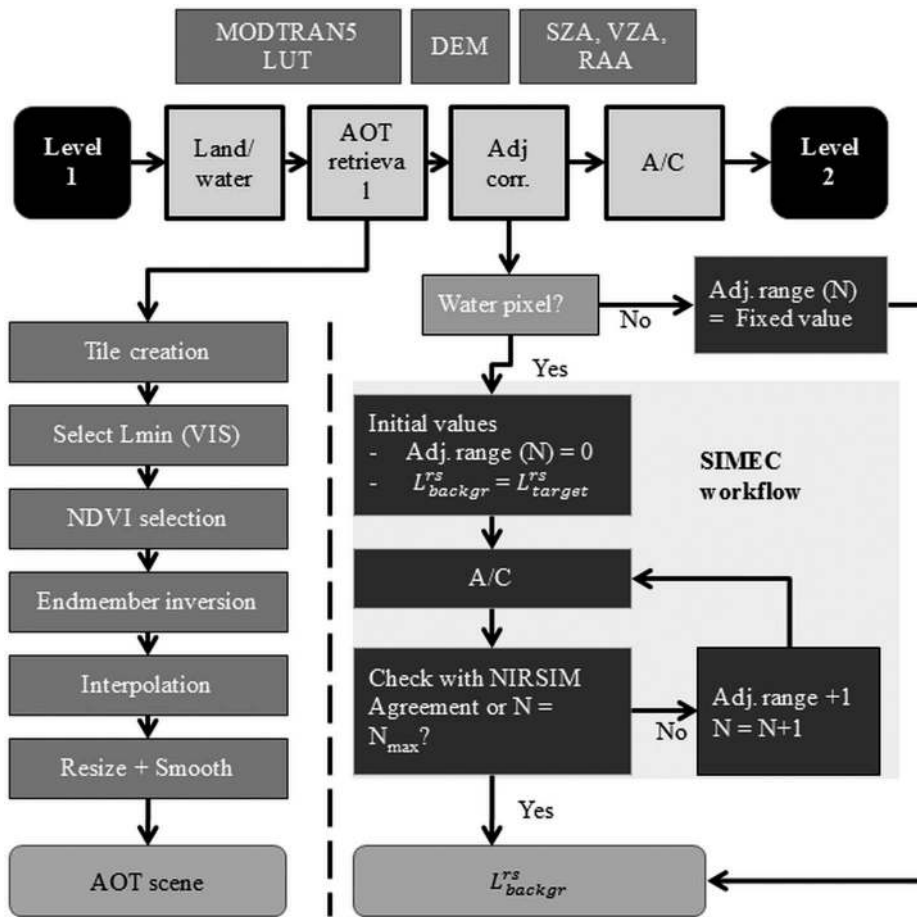 MODTRAN5
LUT
DEM
SZA, VZA,
RAA
Level
1
Land/
water
AOT
retrieva
l
Adj
corr.
A/C
Level
2
Water pixel?
No
Adj. range (N)
= Fixed value
Yes
Tile creation
Select Lmin (VIS)
NDVI selection
Endmember inversion
Interpolation
Resize + Smooth
AOT scene
Initial values
- Adj. range (N) = 0
- L^{rs}_{backgr} = L^{rs}_{target}
SIMEC
workflow
A/C
Check with NIRSIM
Agreement or N =
N_{max}?
No
Adj. range +1
N = N+1
Yes
L^{rs}_{backgr}